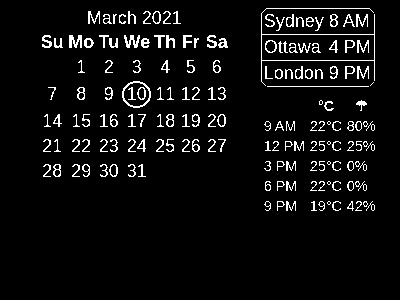 March 2021
Su Mo Tu We Th Fr Sa
1 2 3 4 5 6
7 8 9 10 11 12 13
14 15 16 17 18 19 20
21 22 23 24 25 26 27
28 29 30 31
Sydney 8 AM
Ottawa 4 PM
London 9 PM
°C ☂
9 AM 22°C 80%
12 PM 25°C 25%
3 PM 25°C 0%
6 PM 22°C 0%
9 PM 19°C 42%